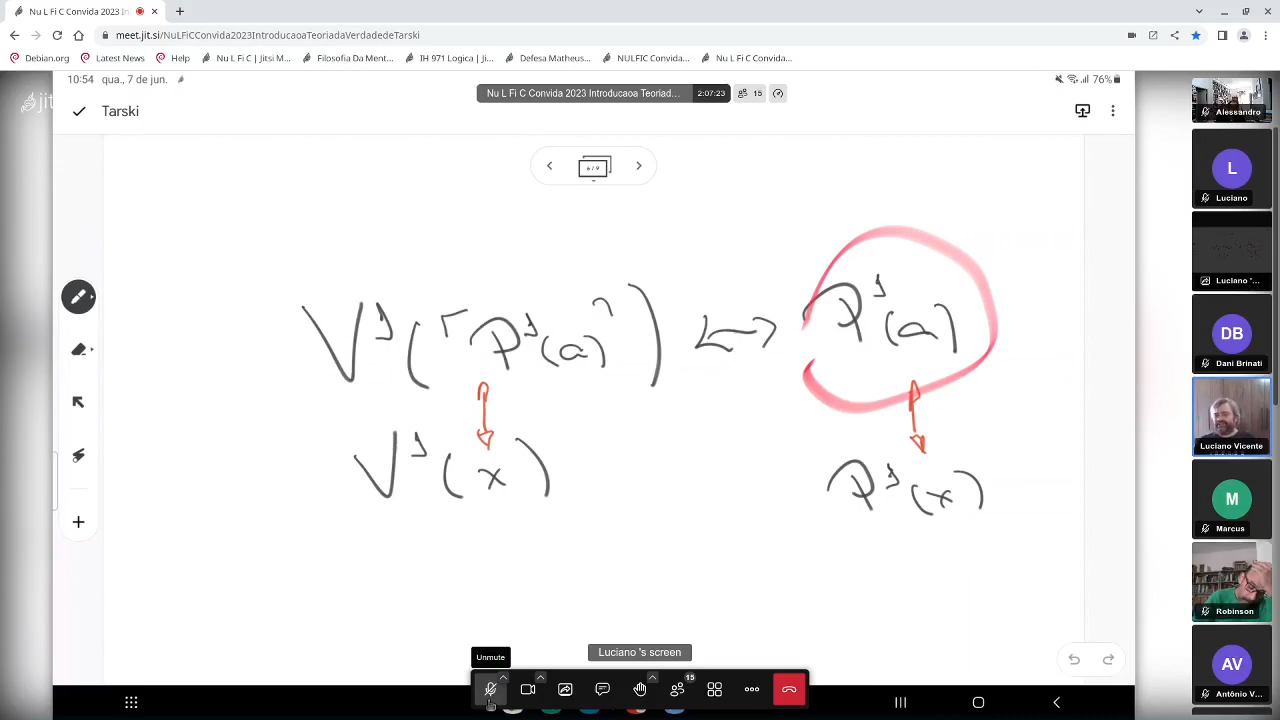 Nu L Fi C Convida 2023 In
meet.jit.si/NuLFiCConvida2023IntroducaoaTeoriadaVerdadedeTarski
Debian.org Latest News Help Nu L Fi C | Jitsi M... Filosofia Da Ment... IH 971 Logica | Ji... Defesa Matheus... NULFIC Convida... Nu L Fi C Convida...
10:54 qua., 7 de jun. 76%
jit
Nu L Fi C Convida 2023 Introducaoa Teoriad... 2:07:23 15
Tarski
6 / 9
V¹(⌜P¹(a)⌝) ↔ P¹(a)
V¹(x) P¹(x)
Alessandro
L
Luciano
Luciano '...
DB
Dani Brinati
Luciano Vicente
M
Marcus
Robinson
AV
Antônio V...
Luciano 's screen
Unmute
15